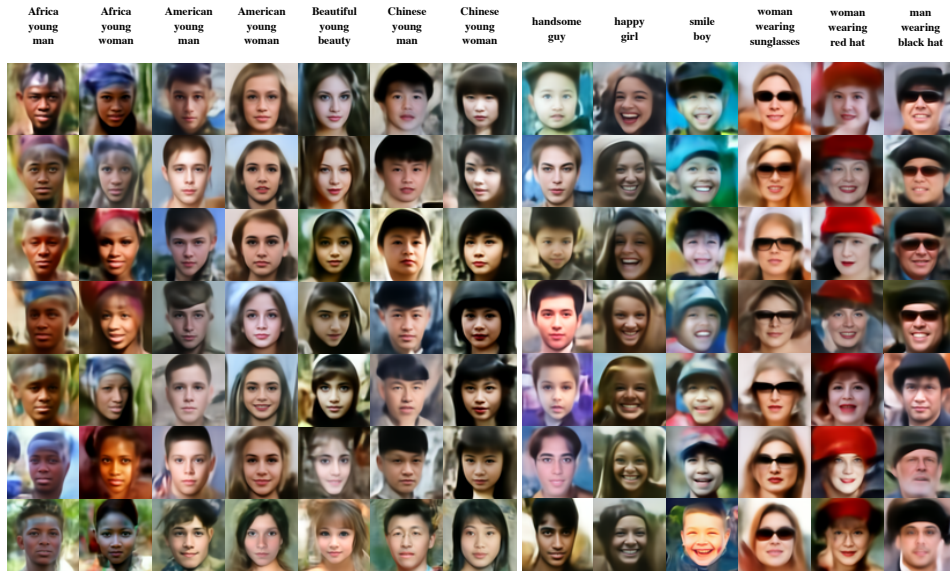 Africa young man
Africa young woman
American young man
American young woman
Beautiful young beauty
Chinese young man
Chinese young woman
handsome guy
happy girl
smile boy
woman wearing sunglasses
woman wearing red hat
man wearing black hat